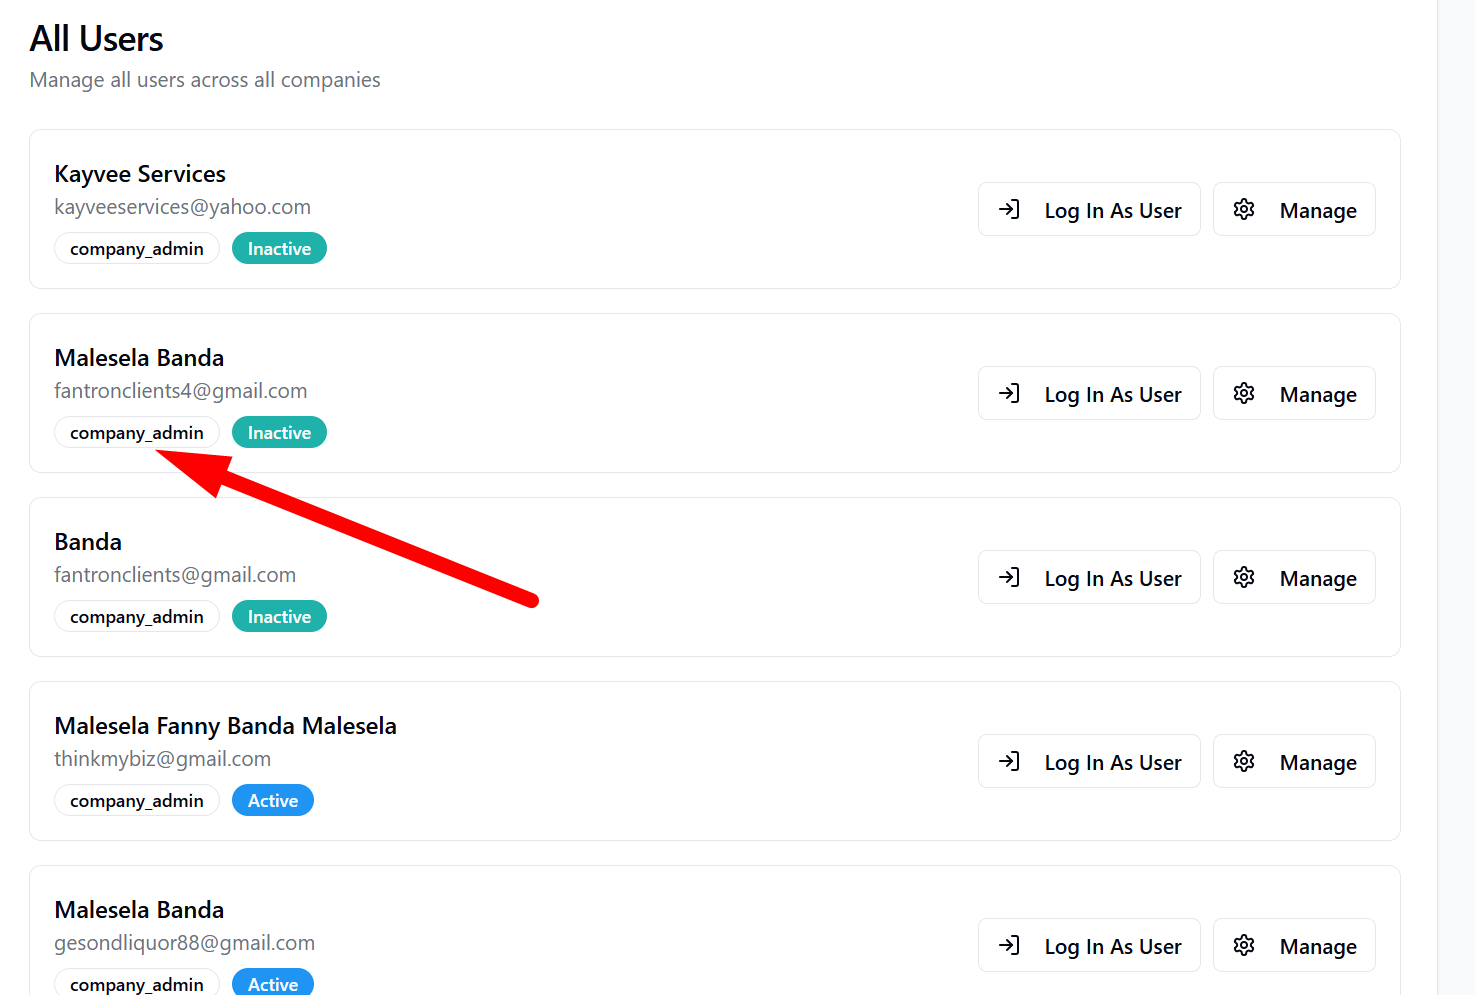 All Users
Manage all users across all companies
Kayvee Services
kayveeservices@yahoo.com
company_admin Inactive
Log In As User Manage
Malesela Banda
fantronclients4@gmail.com
company_admin Inactive
Log In As User Manage
Banda
fantronclients@gmail.com
company_admin Inactive
Log In As User Manage
Malesela Fanny Banda Malesela
thinkmybiz@gmail.com
company_admin Active
Log In As User Manage
Malesela Banda
gesondliquor88@gmail.com
company_admin Active
Log In As User Manage